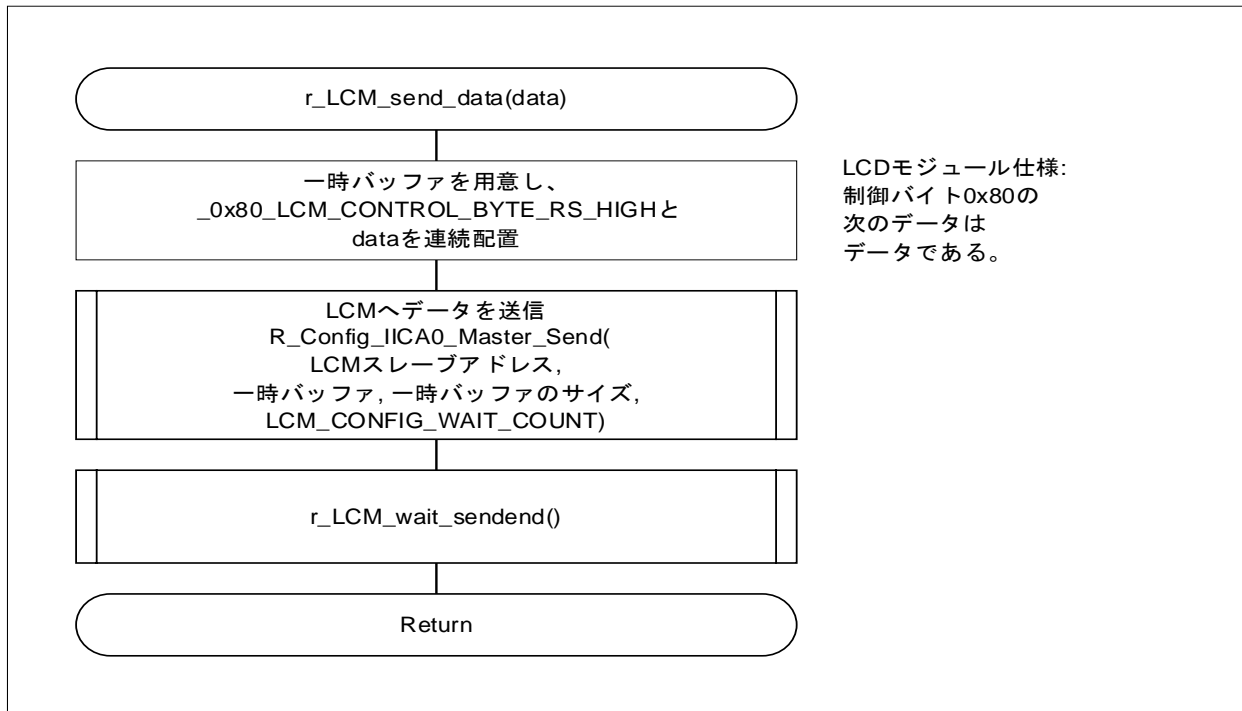 r_LCM_send_data(data)
一時バッファを用意し、
_0x80_LCM_CONTROL_BYTE_RS_HIGHと
dataを連続配置
LCDモジュール仕様:
制御バイト0x80の
次のデータは
データである。
LCMへデータを送信
R_Config_IICA0_Master_Send(
LCMスレーブアドレス,
一時バッファ, 一時バッファのサイズ,
LCM_CONFIG_WAIT_COUNT)
r_LCM_wait_sendend()
Return